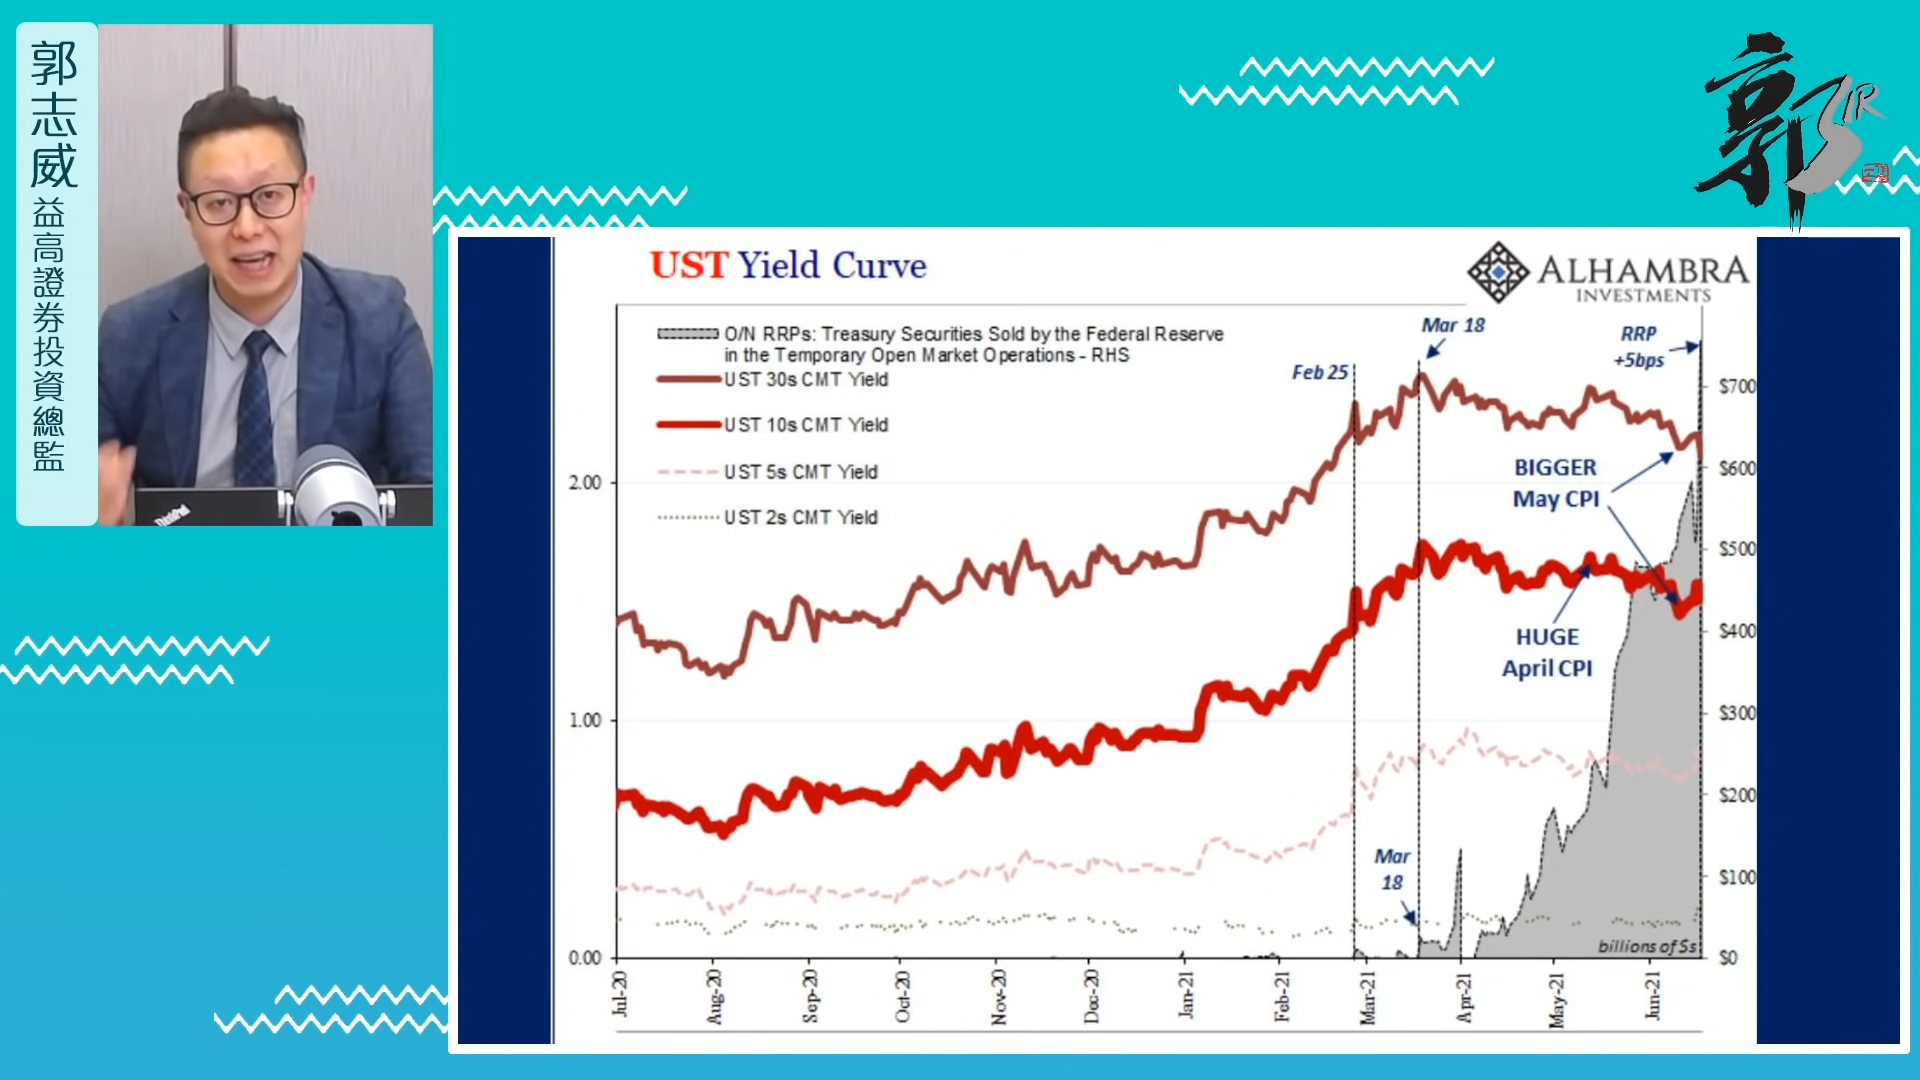 郭志威
益高證券投資總監
郭SIR
UST Yield Curve
ALHAMBRA
INVESTMENTS
O/N RRPs: Treasury Securities Sold by the Federal Reserve
in the Temporary Open Market Operations - RHS
UST 30s CMT Yield
UST 10s CMT Yield
UST 5s CMT Yield
UST 2s CMT Yield
Feb 25
Mar 18
RRP
+5bps
BIGGER
May CPI
HUGE
April CPI
Mar
18
billions of $s
2.00
1.00
0.00
$700
$600
$500
$400
$300
$200
$100
$0
Jul-20
Aug-20
Sep-20
Oct-20
Nov-20
Dec-20
Jan-21
Feb-21
Mar-21
Apr-21
May-21
Jun-21
ThinkPad